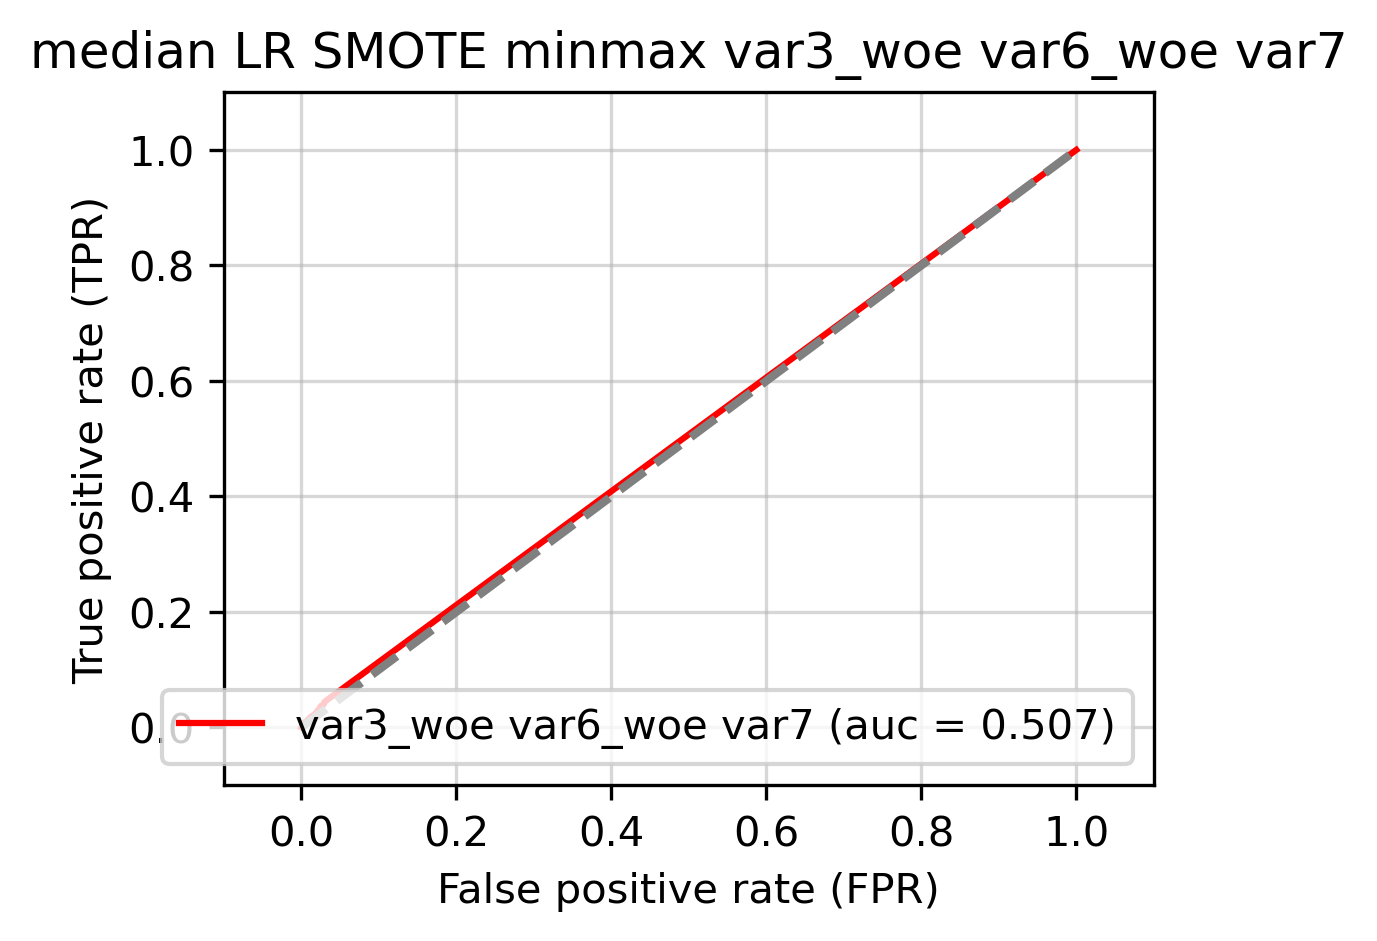 median LR SMOTE minmax var3_woe var6_woe var7
1.0
0.8
0.6
0.4
0.2
0.0
True positive rate (TPR)
var3_woe var6_woe var7 (auc = 0.507)
0.0 0.2 0.4 0.6 0.8 1.0
False positive rate (FPR)